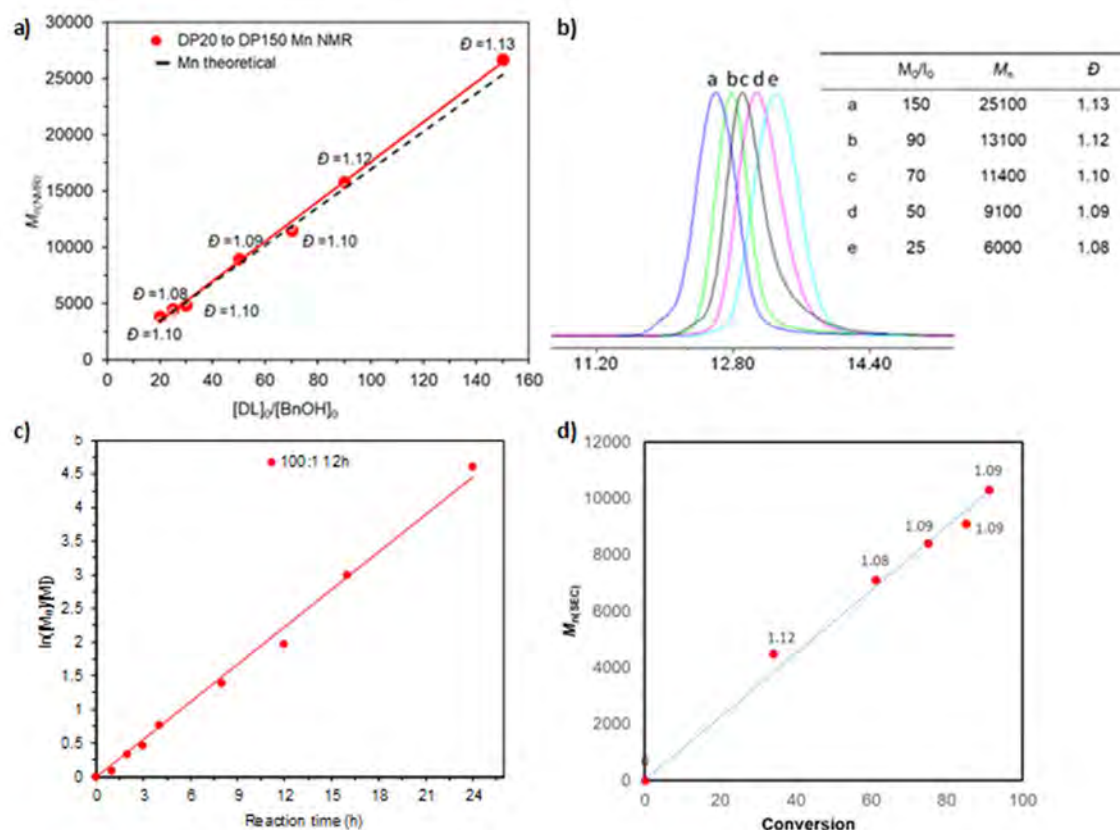 a)
30000
25000
20000
15000
10000
5000
0
DP20 to DP150 Mn NMR
Mn theoretical
Đ =1.13
Đ =1.12
Đ =1.09
Đ =1.10
Đ =1.08
Đ =1.10
Đ =1.10
0 20 40 60 80 100 120 140 160
[DL]₀/[BnOH]₀
b)
a b c d e
11.20 12.80 14.40
M₀/I₀ Mₙ Đ
a 150 25100 1.13
b 90 13100 1.12
c 70 11400 1.10
d 50 9100 1.09
e 25 6000 1.08
c)
ln([M₀]/[M])
5
4.5
4
3.5
3
2.5
2
1.5
1
0.5
0
100:1 12h
0 3 6 9 12 15 18 21 24
Reaction time (h)
d)
Mn(SEC)
12000
10000
8000
6000
4000
2000
0
1.09
1.09
1.09
1.08
1.12
0 20 40 60 80 100
Conversion